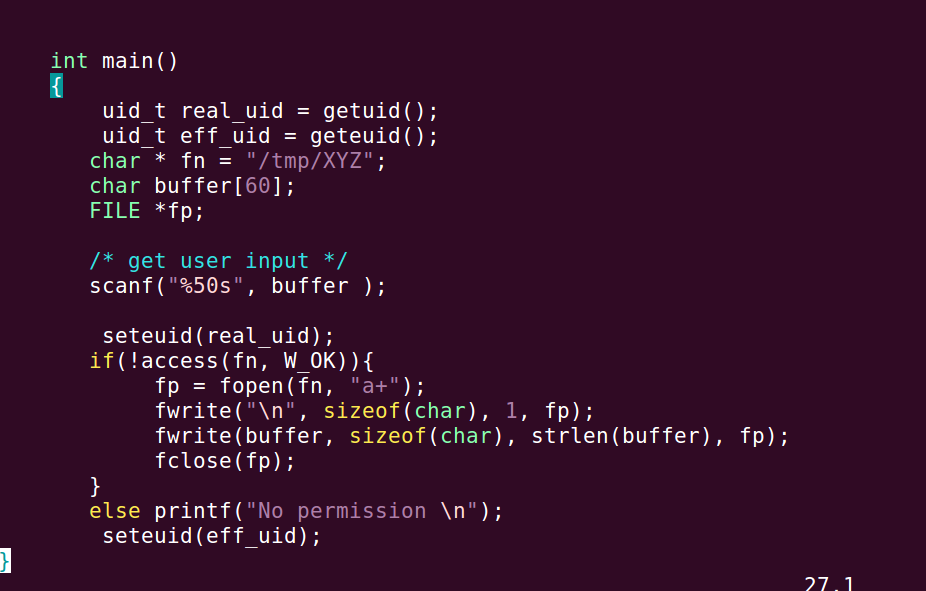 int main()
{
    uid_t real_uid = getuid();
    uid_t eff_uid = geteuid();
   char * fn = "/tmp/XYZ";
   char buffer[60];
   FILE *fp;

   /* get user input */
   scanf("%50s", buffer );

    seteuid(real_uid);
   if(!access(fn, W_OK)){
        fp = fopen(fn, "a+");
        fwrite("\n", sizeof(char), 1, fp);
        fwrite(buffer, sizeof(char), strlen(buffer), fp);
        fclose(fp);
   }
   else printf("No permission \n");
    seteuid(eff_uid);
}
27,1